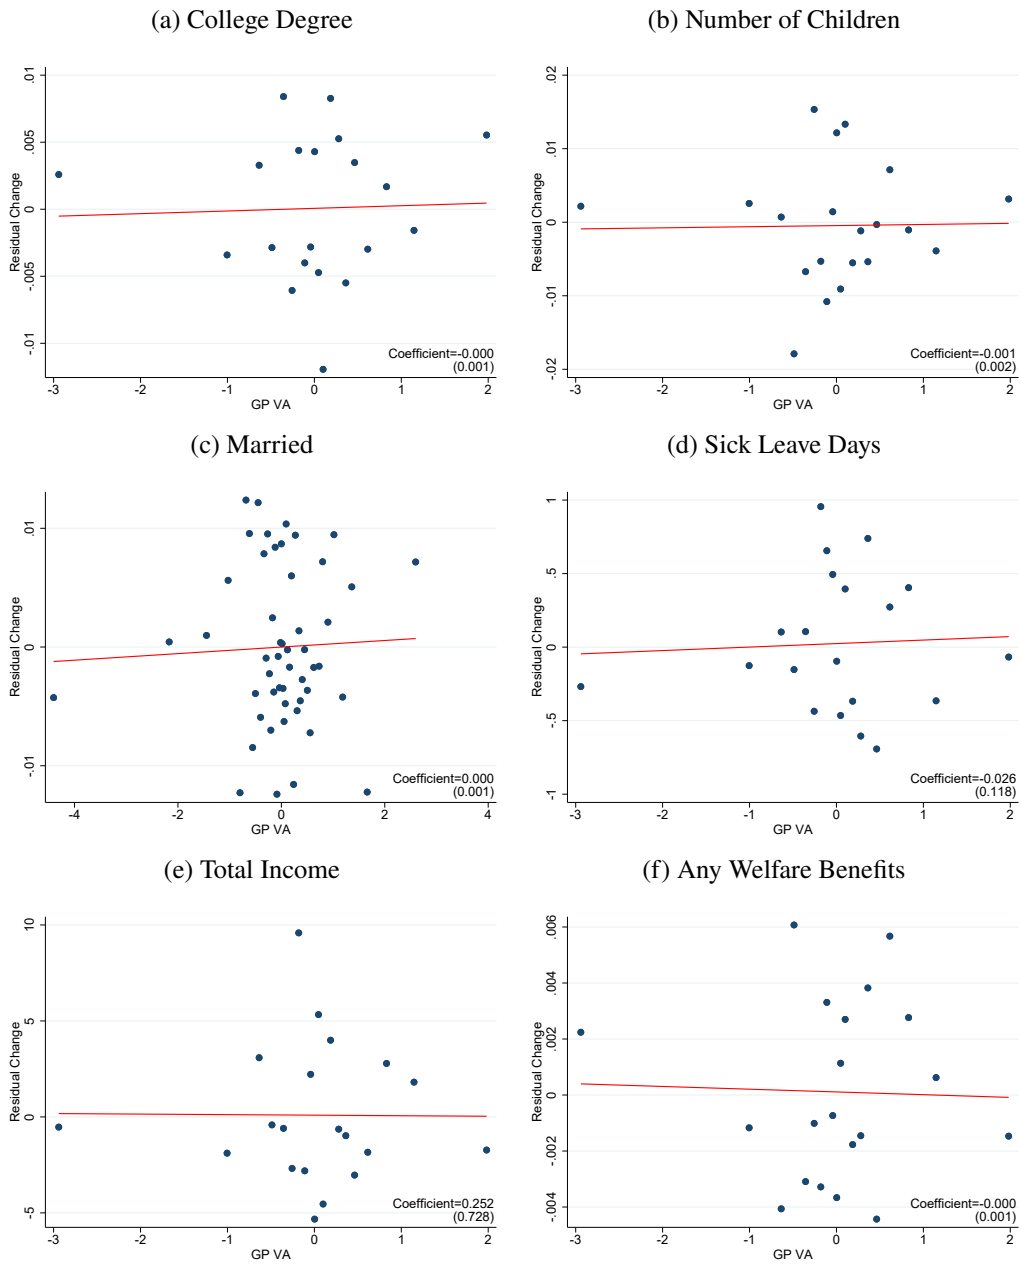 (a) College Degree
.01
.005
0
-.005
-.01
Residual Change
Coefficient=-0.000
(0.001)
-3 -2 -1 0 1 2
GP VA
(b) Number of Children
.02
.01
0
-.01
-.02
Residual Change
Coefficient=-0.001
(0.002)
-3 -2 -1 0 1 2
GP VA
(c) Married
.01
0
-.01
Residual Change
Coefficient=0.000
(0.001)
-4 -2 0 2 4
GP VA
(d) Sick Leave Days
1
.5
0
-.5
-1
Residual Change
Coefficient=-0.026
(0.118)
-3 -2 -1 0 1 2
GP VA
(e) Total Income
10
5
0
-5
Residual Change
Coefficient=0.252
(0.728)
-3 -2 -1 0 1 2
GP VA
(f) Any Welfare Benefits
.006
.004
.002
0
-.002
-.004
Residual Change
Coefficient=-0.000
(0.001)
-3 -2 -1 0 1 2
GP VA